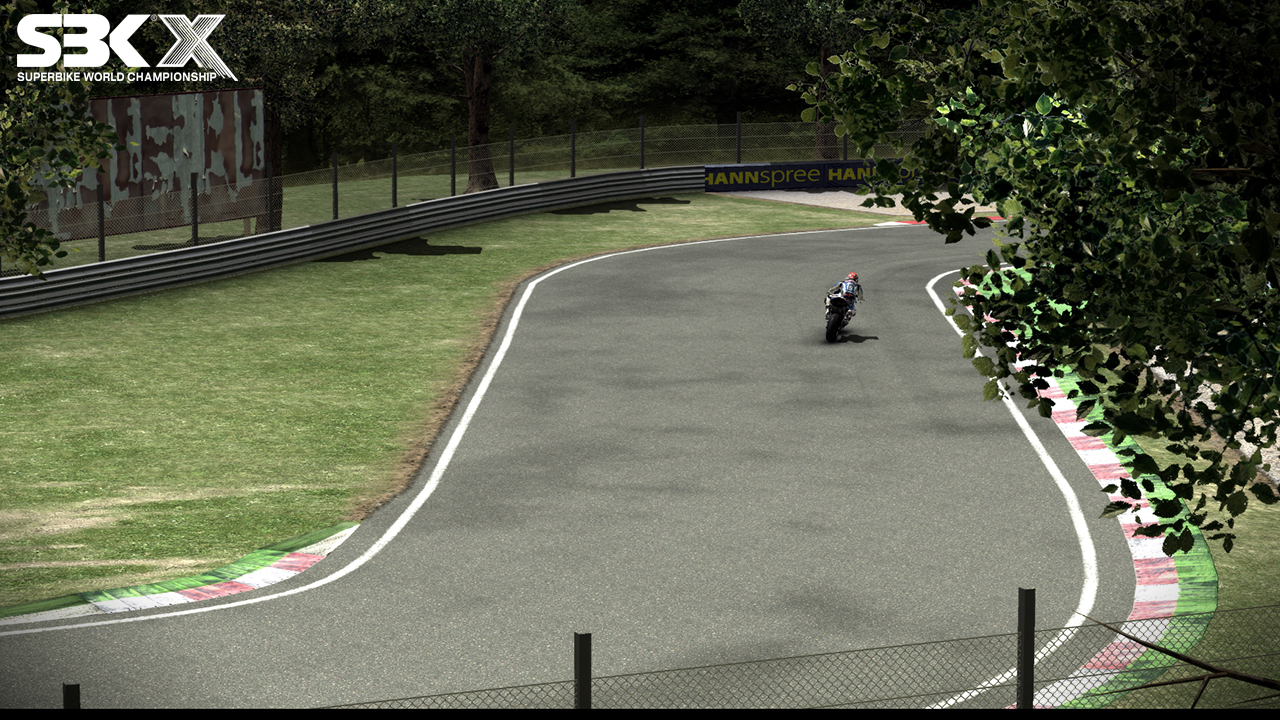 SBK X
SUPERBIKE WORLD CHAMPIONSHIP
HANNspree HANN